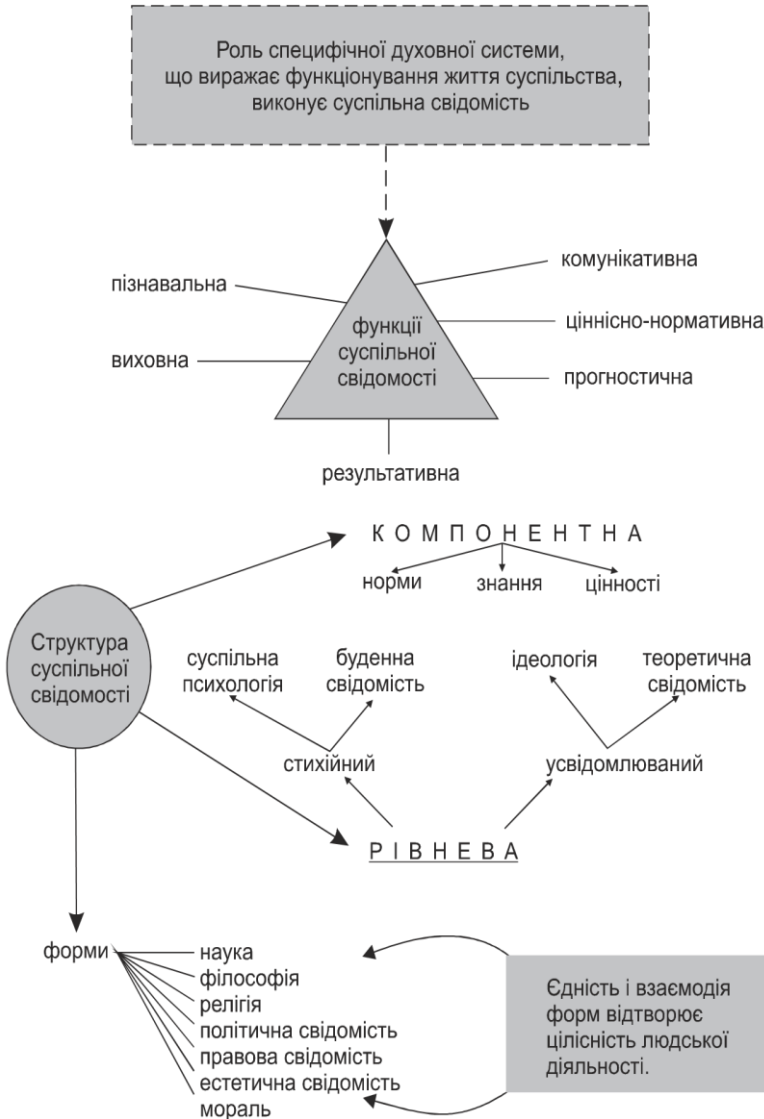 Роль специфічної духовної системи,
що виражає функціонування життя суспільства,
виконує суспільна свідомість
пізнавальна
виховна
функції
суспільної
свідомості
комунікативна
ціннісно-нормативна
прогностична
результативна
Структура
суспільної
свідомості
К О М П О Н Е Н Т Н А
норми знання цінності
суспільна
психологія
буденна
свідомість
ідеологія
теоретична
свідомість
стихійний
усвідомлюваний
Р І В Н Е В А
форми
наука
філософія
релігія
політична свідомість
правова свідомість
естетична свідомість
мораль
Єдність і взаємодія
форм відтворює
цілісність людської
діяльності.